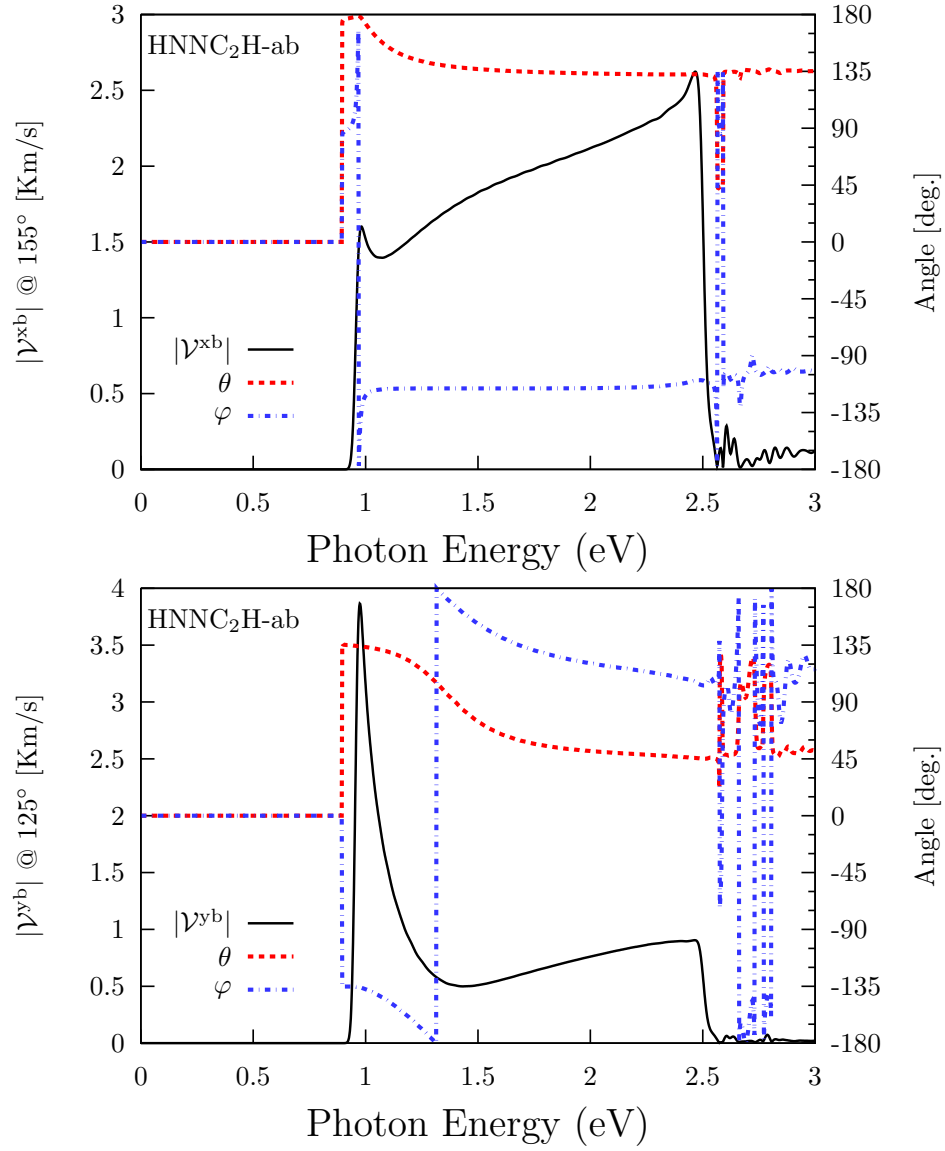 HNNC₂H-ab
|𝒱ˣᵇ| @ 155° [Km/s]
3
2.5
2
1.5
1
0.5
0
|𝒱ˣᵇ|
θ
φ
180
135
90
45
0
-45
-90
-135
-180
Angle [deg.]
0 0.5 1 1.5 2 2.5 3
Photon Energy (eV)
HNNC₂H-ab
|𝒱ʸᵇ| @ 125° [Km/s]
4
3.5
3
2.5
2
1.5
1
0.5
0
|𝒱ʸᵇ|
θ
φ
180
135
90
45
0
-45
-90
-135
-180
Angle [deg.]
0 0.5 1 1.5 2 2.5 3
Photon Energy (eV)